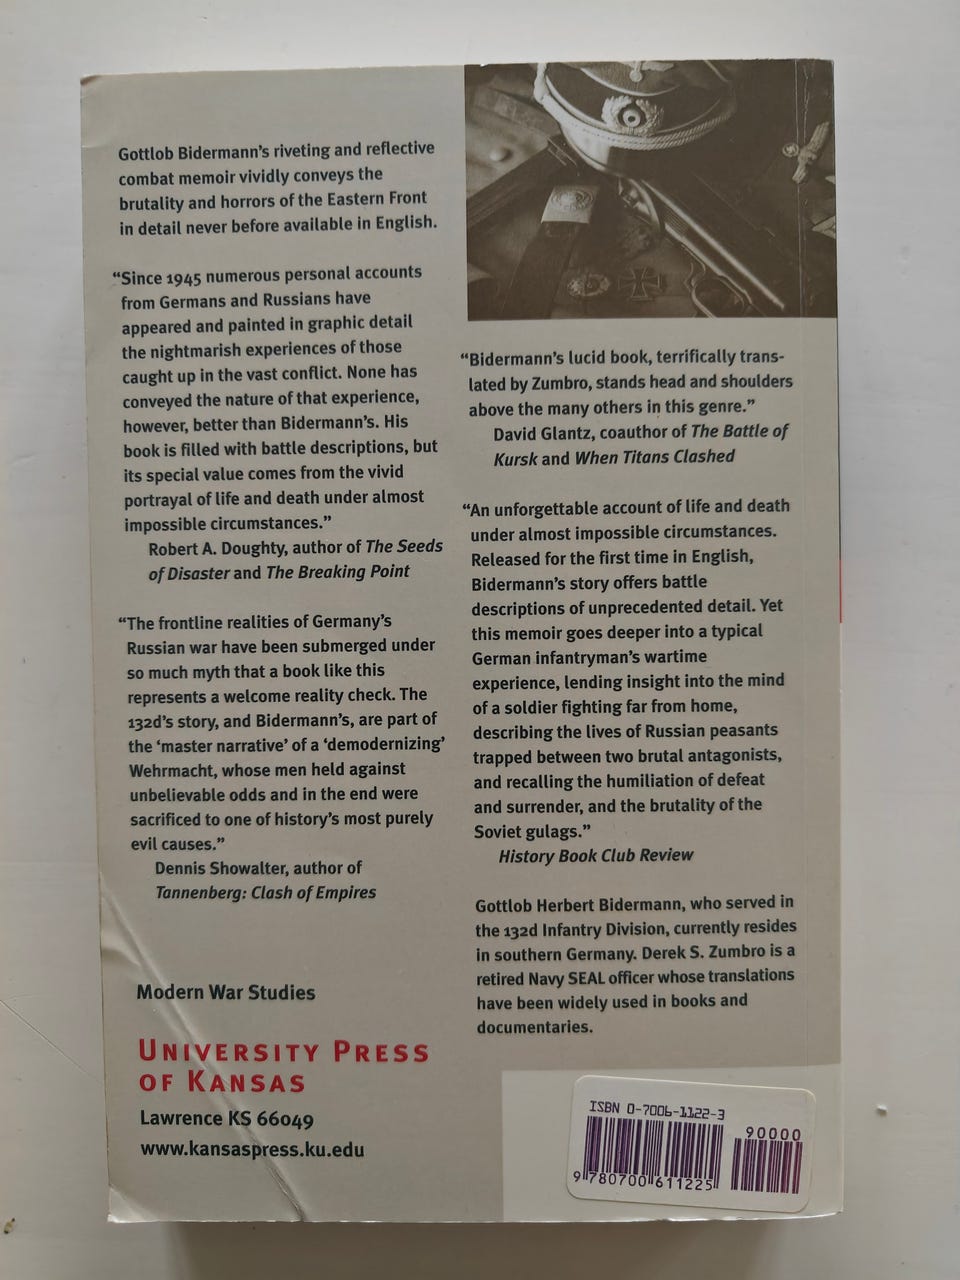 Gottlob Bidermann's riveting and reflective
combat memoir vividly conveys the
brutality and horrors of the Eastern Front
in detail never before available in English.
“Since 1945 numerous personal accounts
from Germans and Russians have
appeared and painted in graphic detail
the nightmarish experiences of those
caught up in the vast conflict. None has
conveyed the nature of that experience,
however, better than Bidermann's. His
book is filled with battle descriptions, but
its special value comes from the vivid
portrayal of life and death under almost
impossible circumstances.”
Robert A. Doughty, author of The Seeds
of Disaster and The Breaking Point
“The frontline realities of Germany's
Russian war have been submerged under
so much myth that a book like this
represents a welcome reality check. The
132d's story, and Bidermann's, are part of
the ‘master narrative’ of a ‘demodernizing’
Wehrmacht, whose men held against
unbelievable odds and in the end were
sacrificed to one of history's most purely
evil causes.”
Dennis Showalter, author of
Tannenberg: Clash of Empires
Modern War Studies
UNIVERSITY PRESS
OF KANSAS
Lawrence KS 66049
www.kansaspress.ku.edu
“Bidermann's lucid book, terrifically trans-
lated by Zumbro, stands head and shoulders
above the many others in this genre.”
David Glantz, coauthor of The Battle of
Kursk and When Titans Clashed
“An unforgettable account of life and death
under almost impossible circumstances.
Released for the first time in English,
Bidermann's story offers battle
descriptions of unprecedented detail. Yet
this memoir goes deeper into a typical
German infantryman's wartime
experience, lending insight into the mind
of a soldier fighting far from home,
describing the lives of Russian peasants
trapped between two brutal antagonists,
and recalling the humiliation of defeat
and surrender, and the brutality of the
Soviet gulags.”
History Book Club Review
Gottlob Herbert Bidermann, who served in
the 132d Infantry Division, currently resides
in southern Germany. Derek S. Zumbro is a
retired Navy SEAL officer whose translations
have been widely used in books and
documentaries.
ISBN 0-7006-1122-3
90000
9 780700 611225